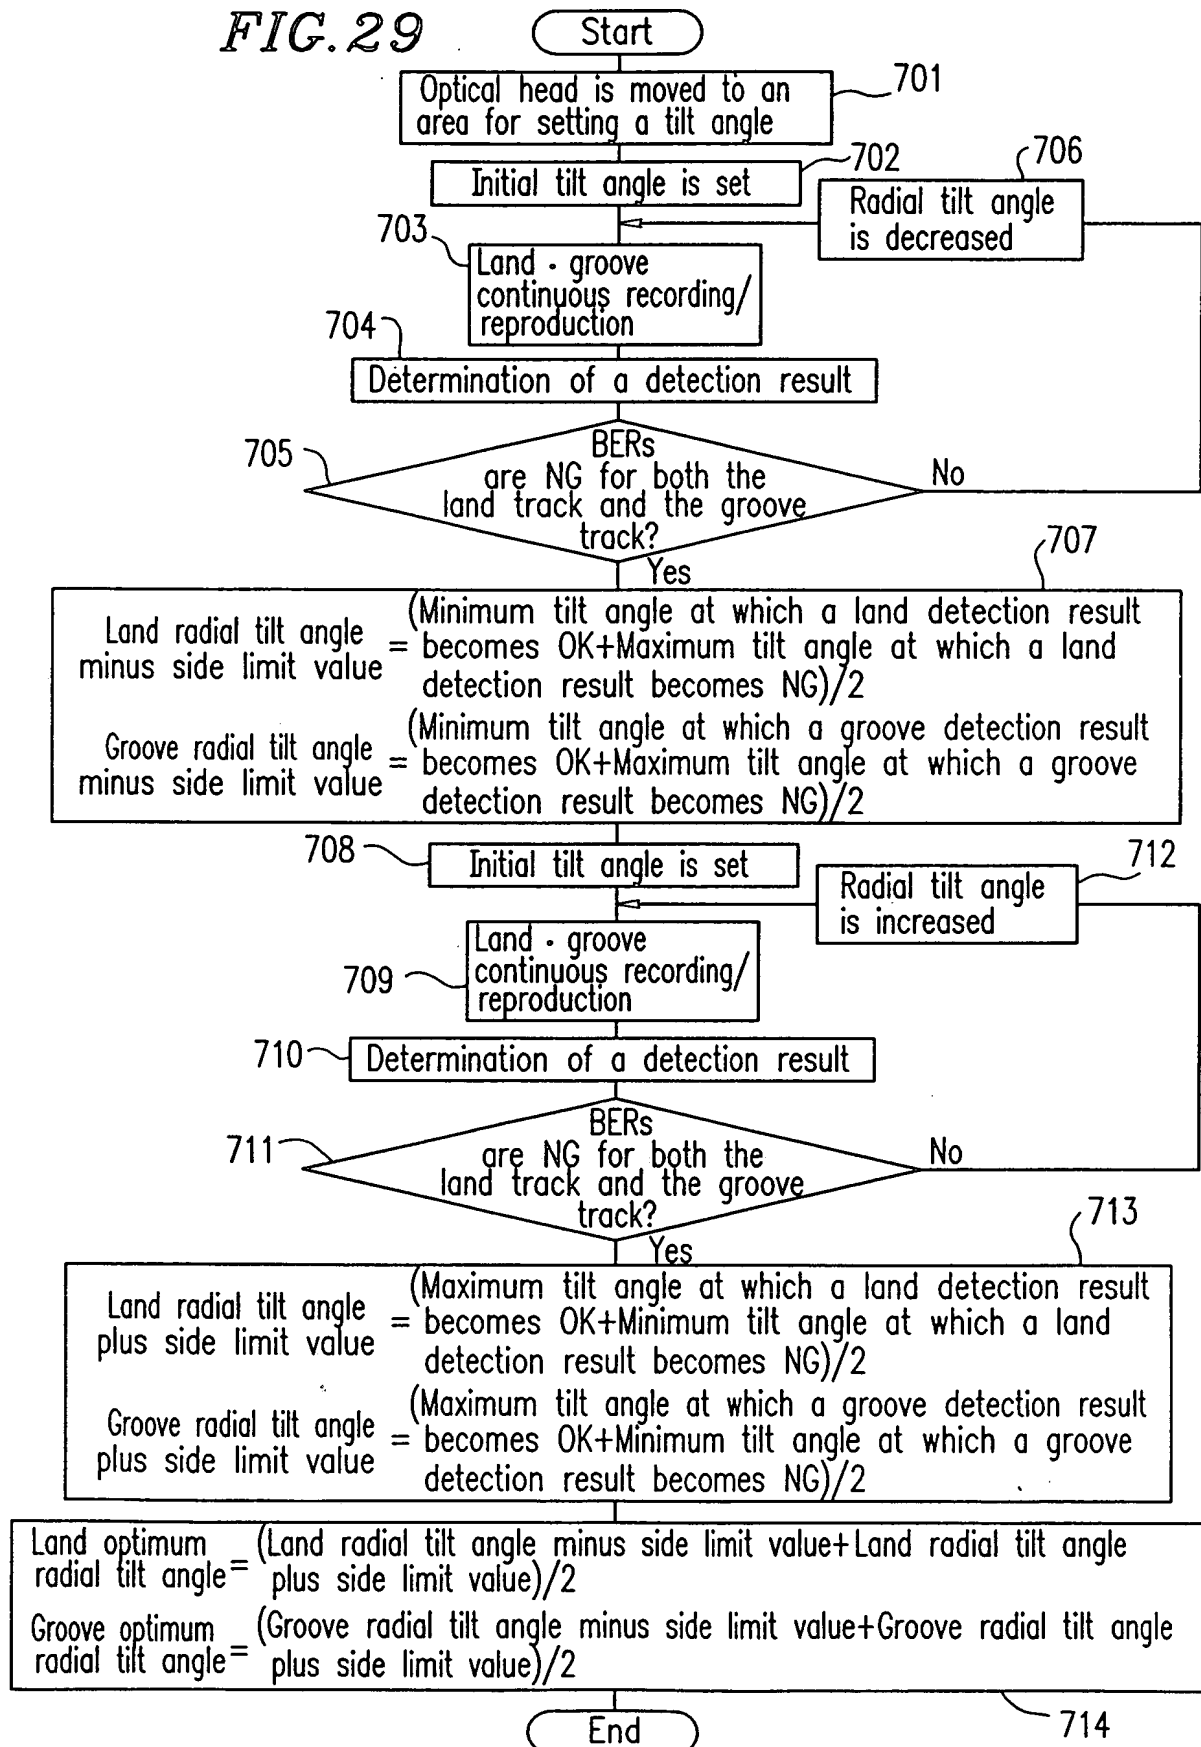 FIG.29
Start
701
Optical head is moved to an
area for setting a tilt angle
702
Initial tilt angle is set
706
Radial tilt angle
is decreased
703
Land · groove
continuous recording/
reproduction
704
Determination of a detection result
705
BERs
are NG for both the
land track and the groove
track?
No
Yes
707
Land radial tilt angle
minus side limit value
=
(Minimum tilt angle at which a land detection result
becomes OK+Maximum tilt angle at which a land
detection result becomes NG)/2
Groove radial tilt angle
minus side limit value
=
(Minimum tilt angle at which a groove detection result
becomes OK+Maximum tilt angle at which a groove
detection result becomes NG)/2
708
Initial tilt angle is set
712
Radial tilt angle
is increased
709
Land · groove
continuous recording/
reproduction
710
Determination of a detection result
711
BERs
are NG for both the
land track and the groove
track?
No
Yes
713
Land radial tilt angle
plus side limit value
=
(Maximum tilt angle at which a land detection result
becomes OK+Minimum tilt angle at which a land
detection result becomes NG)/2
Groove radial tilt angle
plus side limit value
=
(Maximum tilt angle at which a groove detection result
becomes OK+Minimum tilt angle at which a groove
detection result becomes NG)/2
Land optimum
radial tilt angle
=
(Land radial tilt angle minus side limit value+Land radial tilt angle
plus side limit value)/2
Groove optimum
radial tilt angle
=
(Groove radial tilt angle minus side limit value+Groove radial tilt angle
plus side limit value)/2
714
End